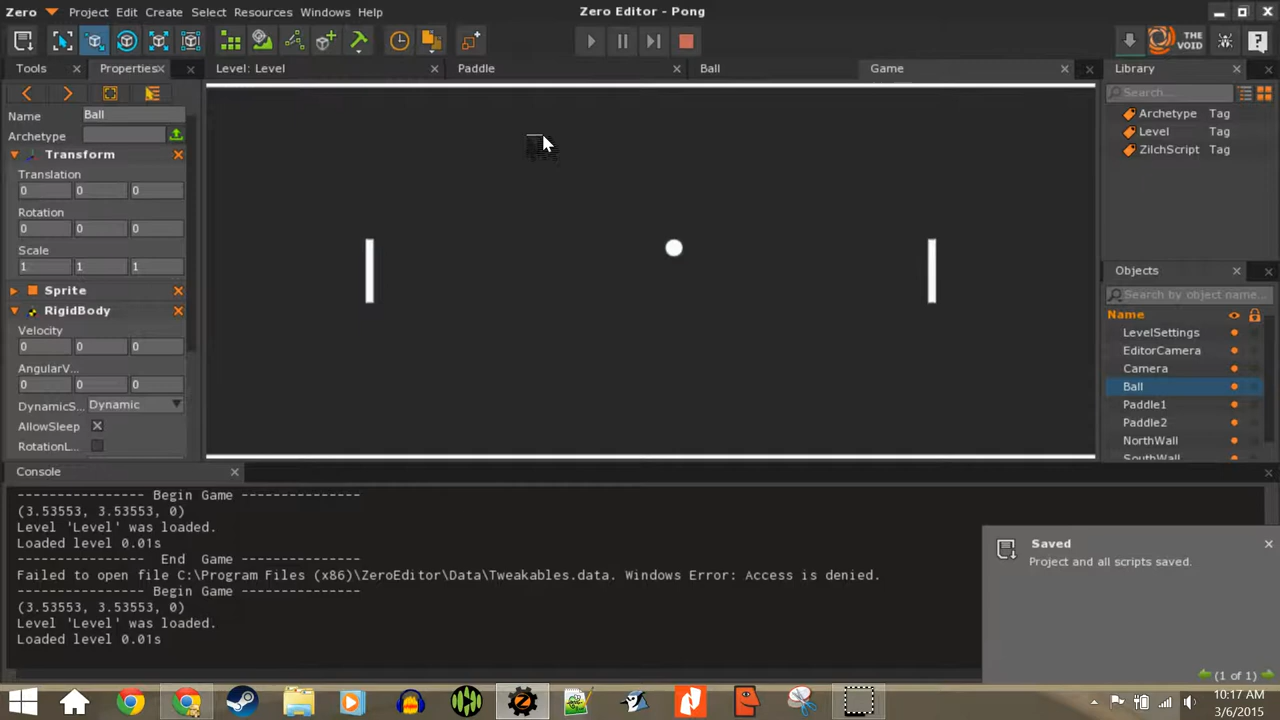 Zero Project Edit Create Select Resources Windows Help Zero Editor - Pong
THE VOID
Tools Properties Level: Level Paddle Ball Game Library
Name Ball
Search...
Archetype
Archetype Tag
Level Tag
ZilchScript Tag
Transform
Translation
0 0 0
Rotation
0 0 0
Scale
1 1 1
Sprite
RigidBody
Velocity
0 0 0
AngularV...
0 0 0
DynamicS... Dynamic
AllowSleep
RotationL...
Objects
Search by object name...
Name
LevelSettings
EditorCamera
Camera
Ball
Paddle1
Paddle2
NorthWall
SouthWall
Console
---------------- Begin Game ---------------
(3.53553, 3.53553, 0)
Level 'Level' was loaded.
Loaded level 0.01s
---------------- End Game ---------------
Failed to open file C:\Program Files (x86)\ZeroEditor\Data\Tweakables.data. Windows Error: Access is denied.
---------------- Begin Game ---------------
(3.53553, 3.53553, 0)
Level 'Level' was loaded.
Loaded level 0.01s
Saved
Project and all scripts saved.
(1 of 1)
10:17 AM
3/6/2015